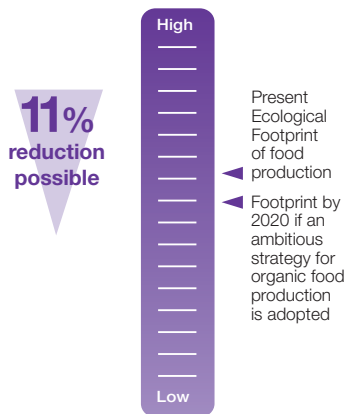 High
11%
reduction
possible
Present
Ecological
Footprint
of food
production
Footprint by
2020 if an
ambitious
strategy for
organic food
production
is adopted
Low